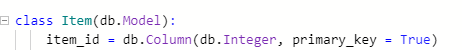 class Item(db.Model):
    item_id = db.Column(db.Integer, primary_key = True)